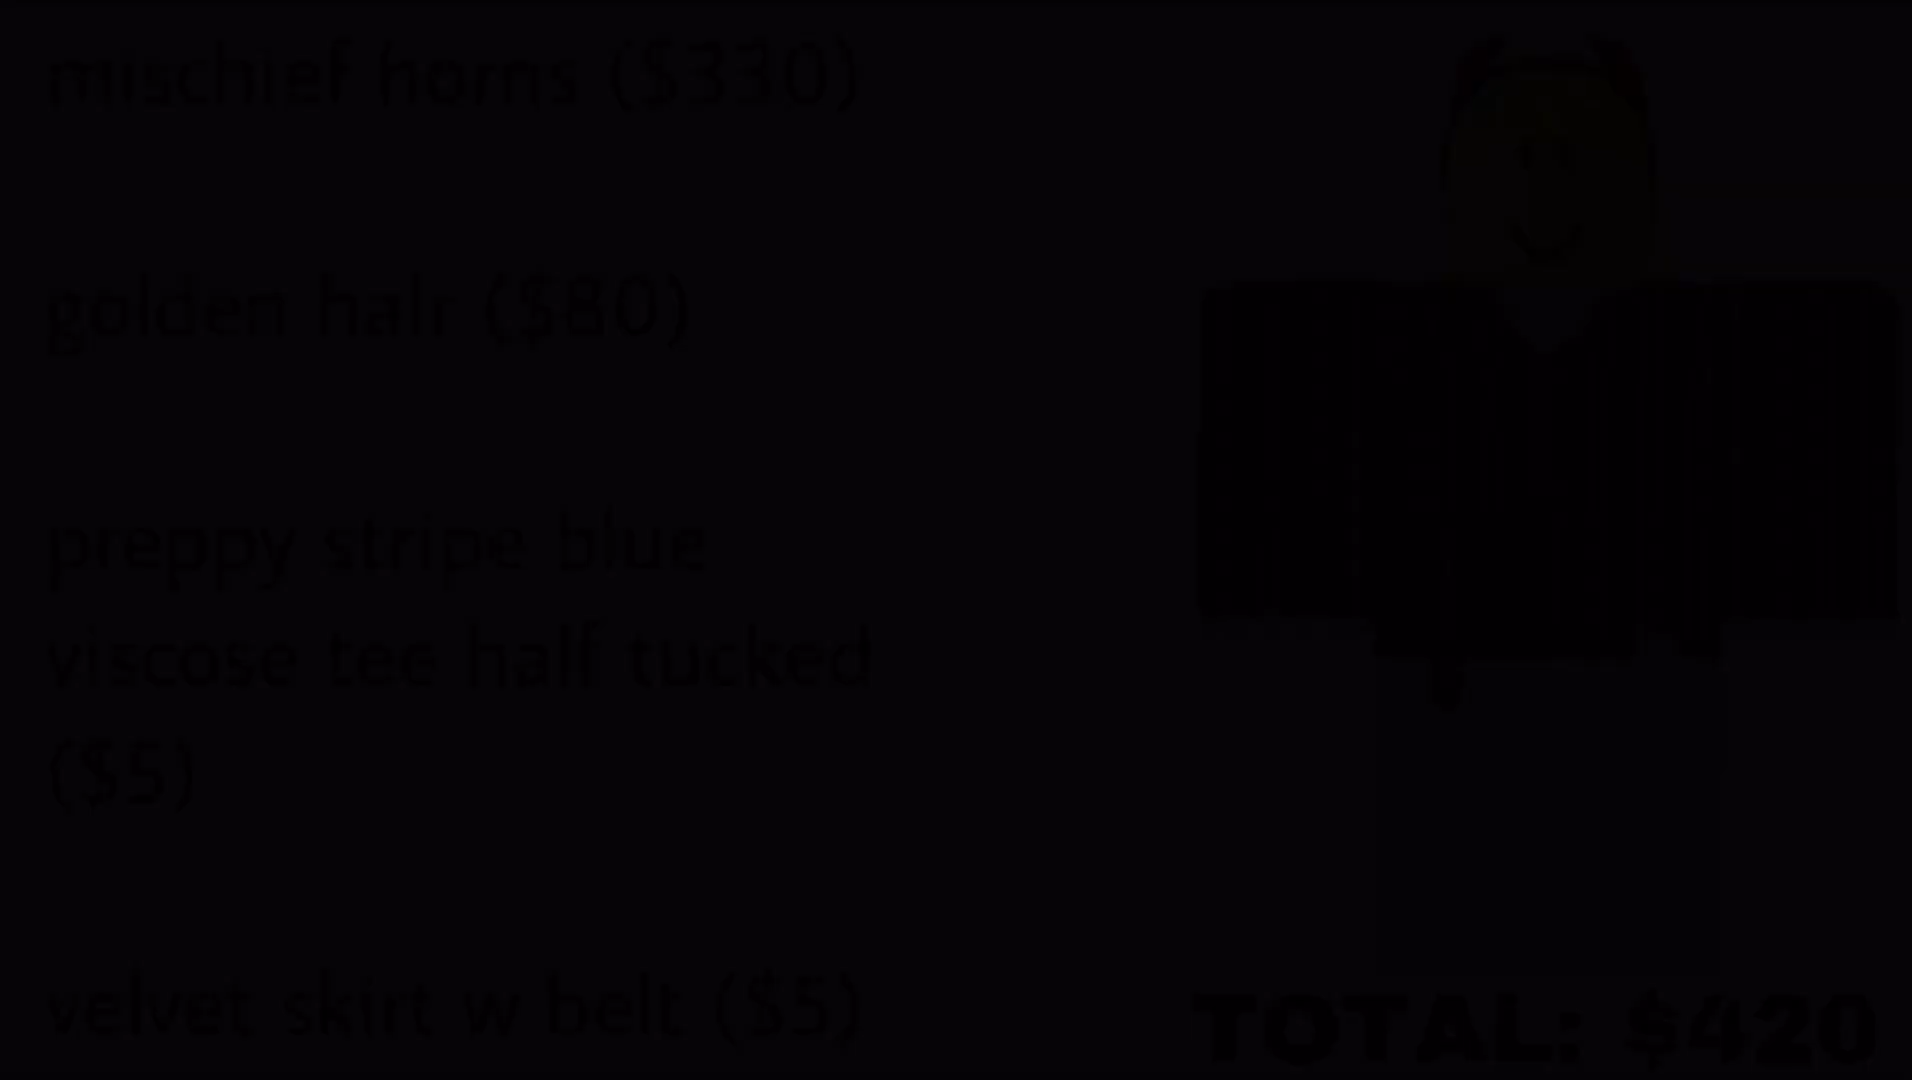 mischief horns ($330)
golden hair ($80)
preppy stripe blue
viscose tee half tucked
($5)
velvet skirt w belt ($5)
TOTAL: $420